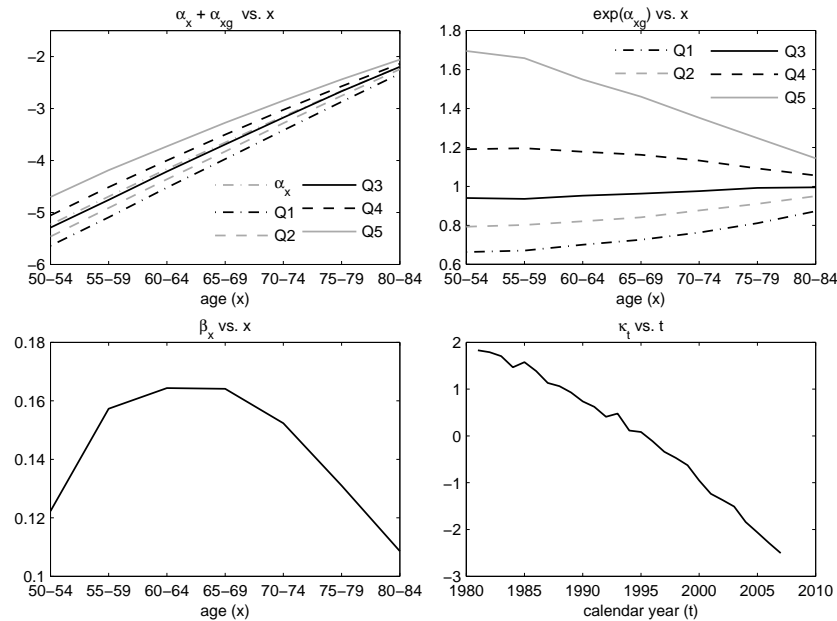 α_x + α_xg vs. x
−2
−3
−4
−5
−6
α_x
Q1
Q2
Q3
Q4
Q5
50−54 55−59 60−64 65−69 70−74 75−79 80−84
age (x)
exp(α_xg) vs. x
1.8
1.6
1.4
1.2
1
0.8
0.6
Q1
Q2
Q3
Q4
Q5
50−54 55−59 60−64 65−69 70−74 75−79 80−84
age (x)
β_x vs. x
0.18
0.16
0.14
0.12
0.1
50−54 55−59 60−64 65−69 70−74 75−79 80−84
age (x)
κ_t vs. t
2
1
0
−1
−2
−3
1980 1985 1990 1995 2000 2005 2010
calendar year (t)